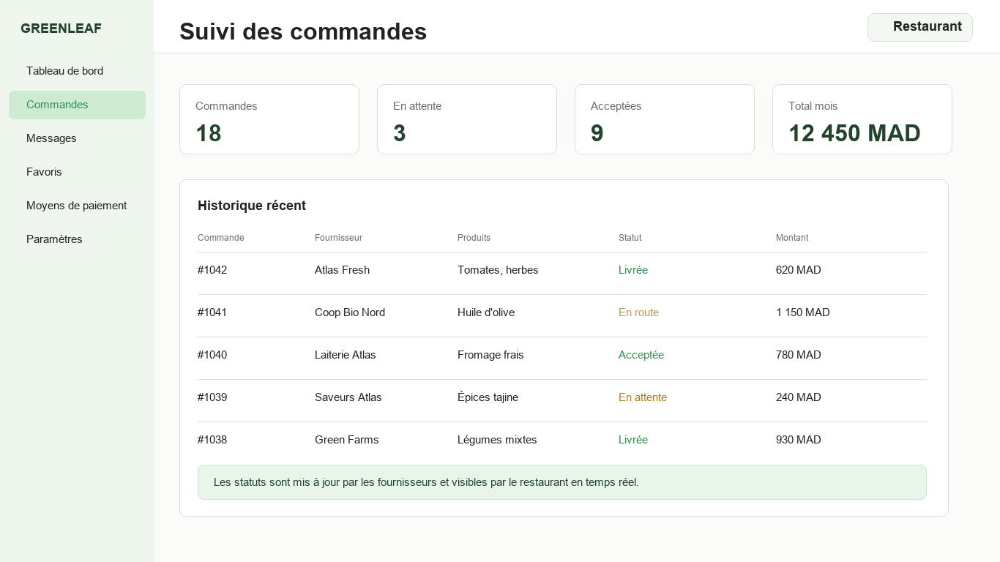 GREENLEAF
Suivi des commandes
Restaurant
Tableau de bord
Commandes
Messages
Favoris
Moyens de paiement
Paramètres
Commandes
18
En attente
3
Acceptées
9
Total mois
12 450 MAD
Historique récent
Commande Fournisseur Produits Statut Montant
#1042 Atlas Fresh Tomates, herbes Livrée 620 MAD
#1041 Coop Bio Nord Huile d'olive En route 1 150 MAD
#1040 Laiterie Atlas Fromage frais Acceptée 780 MAD
#1039 Saveurs Atlas Épices tajine En attente 240 MAD
#1038 Green Farms Légumes mixtes Livrée 930 MAD
Les statuts sont mis à jour par les fournisseurs et visibles par le restaurant en temps réel.